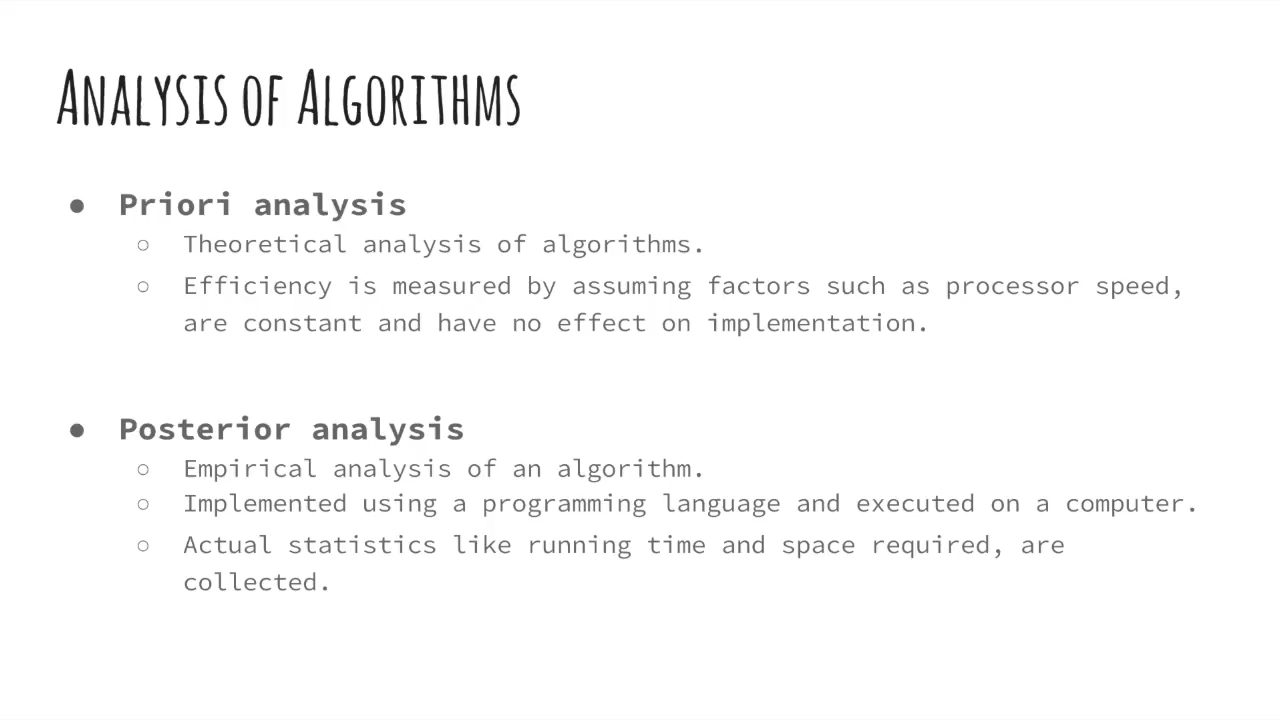 Analysis of Algorithms
● Priori analysis
○ Theoretical analysis of algorithms.
○ Efficiency is measured by assuming factors such as processor speed,
are constant and have no effect on implementation.
● Posterior analysis
○ Empirical analysis of an algorithm.
○ Implemented using a programming language and executed on a computer.
○ Actual statistics like running time and space required, are
collected.